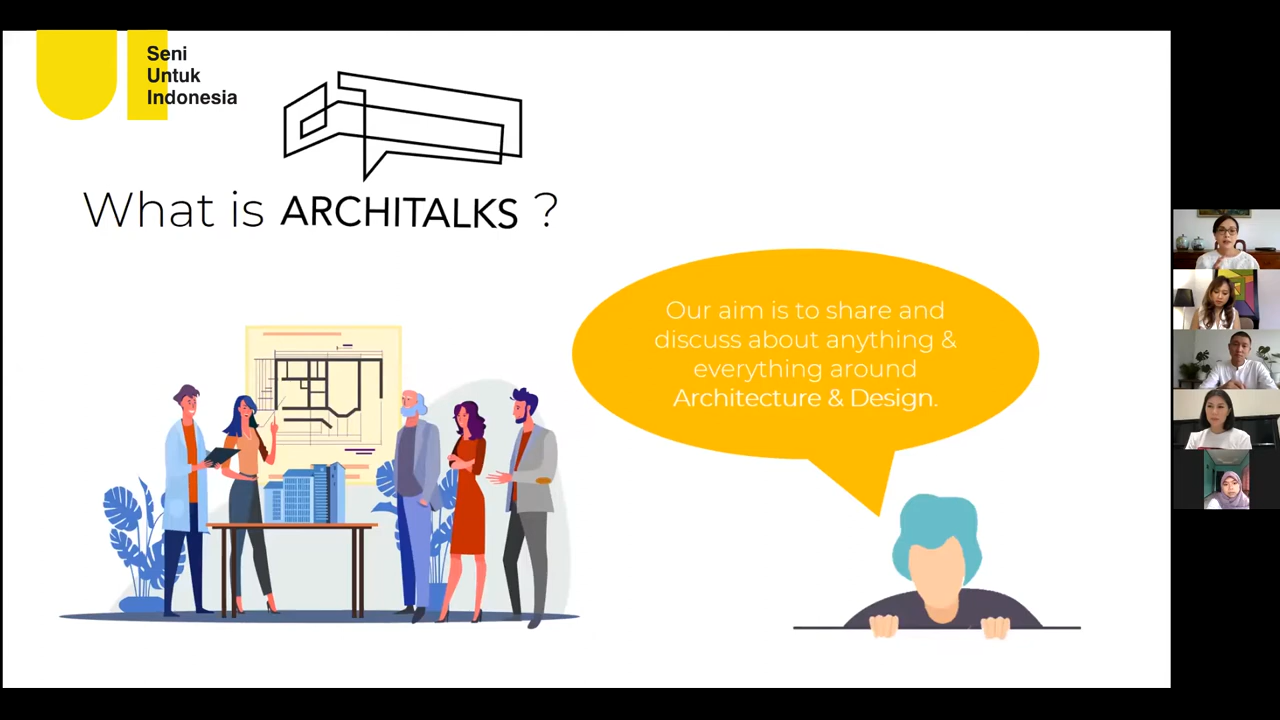 Seni
Untuk
Indonesia
What is ARCHITALKS ?
Our aim is to share and
discuss about anything &
everything around
Architecture & Design.